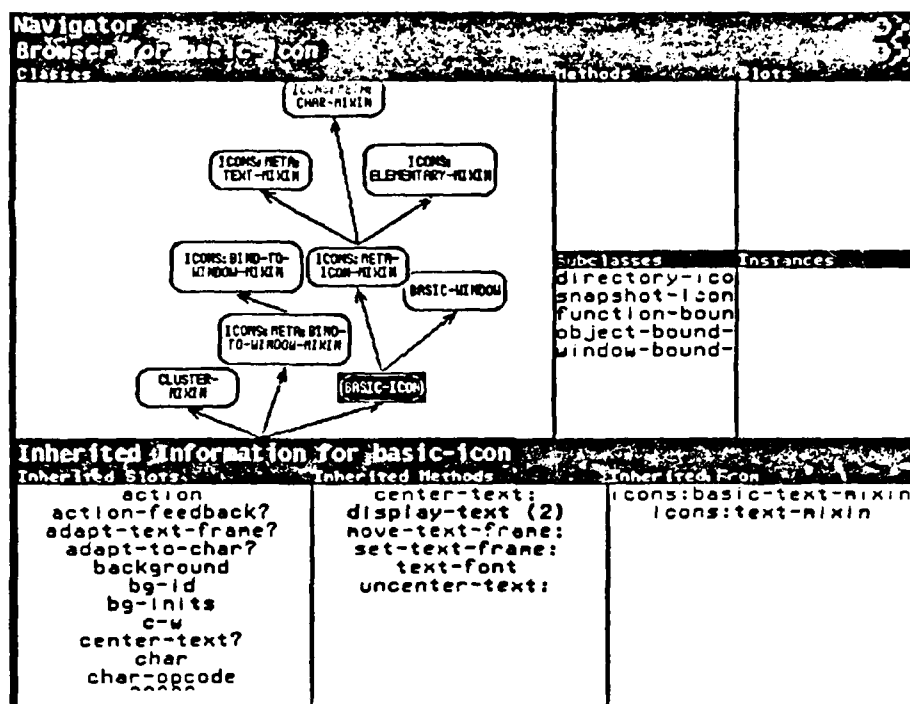 Navigator
Browser for basic-icon
Classes
Methods
Slots
ICONS:META:
CHAR-MIXIN
ICONS:META:
TEXT-MIXIN
ICONS:
ELEMENTARY-MIXIN
ICONS:BIND-TO-
WINDOW-MIXIN
ICONS:META-
ICON-MIXIN
BASIC-WINDOW
ICONS:META:BIND-
TO-WINDOW-MIXIN
CLUSTER-
MIXIN
(BASIC-ICON)
Subclasses
directory-ico
snapshot-icon
function-boun
object-bound-
window-bound-
Instances
Inherited Information for basic-icon
Inherited Slots
action
action-feedback?
adapt-text-frame?
adapt-to-char?
background
bg-id
bg-inits
c-w
center-text?
char
char-opcode
Inherited Methods
center-text:
display-text (2)
move-text-frame:
set-text-frame:
text-font
uncenter-text:
Inherited From
icons:basic-text-mixin
icons:text-mixin